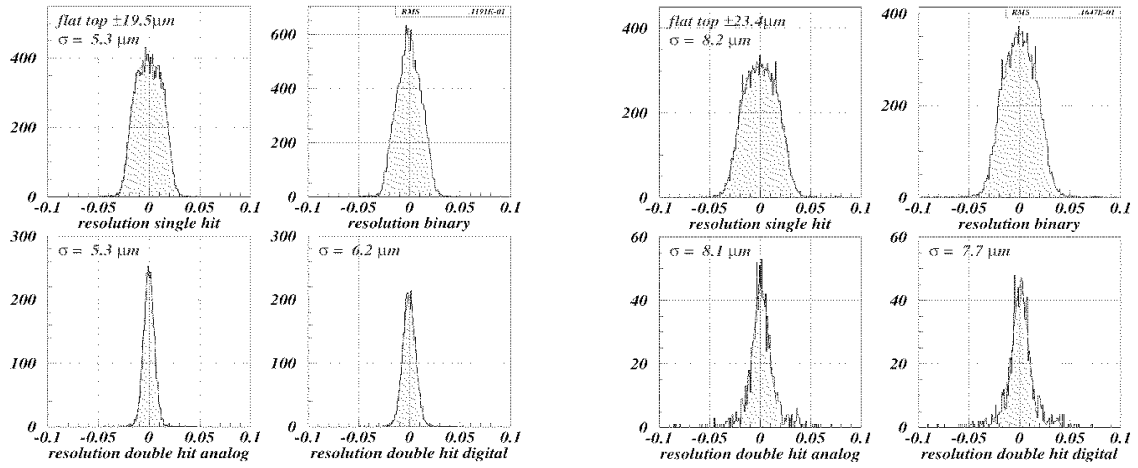 flat top ±19.5μm
σ = 5.3 μm
400
200
0
-0.1 -0.05 0 0.05 0.1
resolution single hit
RMS .1191E-01
600
400
200
0
-0.1 -0.05 0 0.05 0.1
resolution binary
σ = 5.3 μm
300
200
100
0
-0.1 -0.05 0 0.05 0.1
resolution double hit analog
σ = 6.2 μm
300
200
100
0
-0.1 -0.05 0 0.05 0.1
resolution double hit digital
flat top ±23.4μm
σ = 8.2 μm
400
200
0
-0.1 -0.05 0 0.05 0.1
resolution single hit
RMS .1647E-01
400
300
200
100
0
-0.1 -0.05 0 0.05 0.1
resolution binary
σ = 8.1 μm
60
40
20
0
-0.1 -0.05 0 0.05 0.1
resolution double hit analog
σ = 7.7 μm
60
40
20
0
-0.1 -0.05 0 0.05 0.1
resolution double hit digital